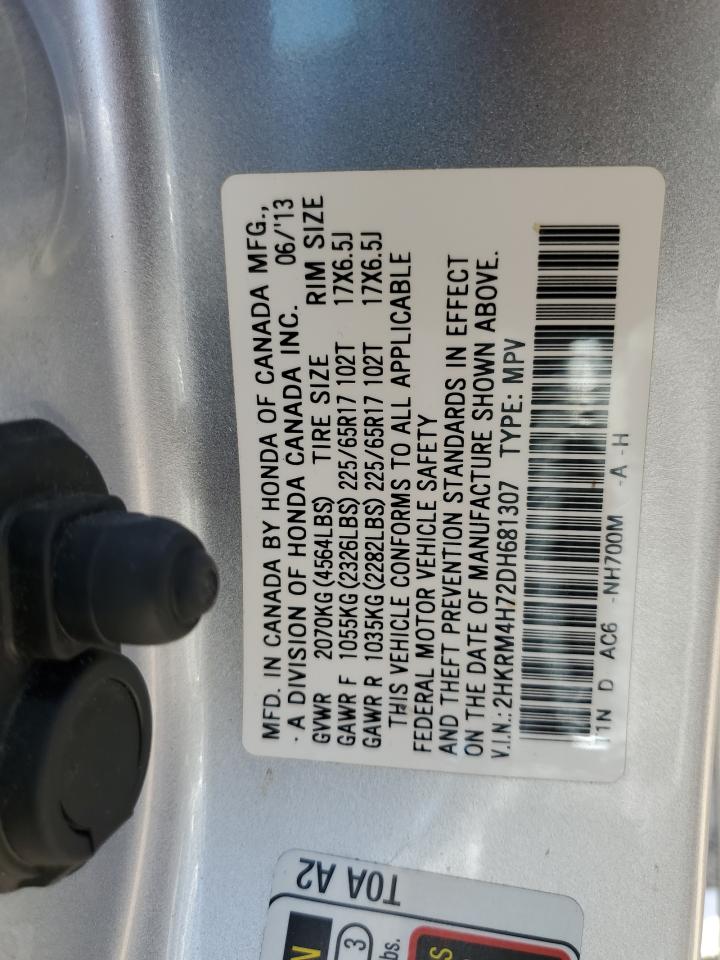 MFD. IN CANADA BY HONDA OF CANADA MFG.,
A DIVISION OF HONDA CANADA INC. 06/'13
GVWR 2070KG (4564LBS) TIRE SIZE RIM SIZE
GAWR F 1055KG (2326LBS) 225/65R17 102T 17X6.5J
GAWR R 1035KG (2282LBS) 225/65R17 102T 17X6.5J
THIS VEHICLE CONFORMS TO ALL APPLICABLE
FEDERAL MOTOR VEHICLE SAFETY
AND THEFT PREVENTION STANDARDS IN EFFECT
ON THE DATE OF MANUFACTURE SHOWN ABOVE.
V.I.N.: 2HKRM4H72DH681307 TYPE: MPV
T1N D AC6 -NH700M -A -H
T0A A2
3
bs.